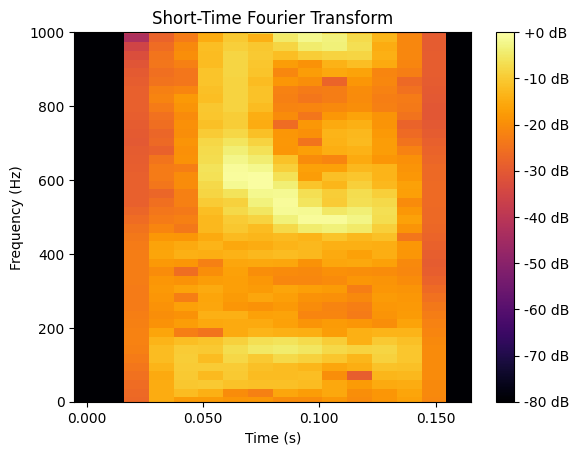 Short-Time Fourier Transform
1000
800
600
400
200
0
Frequency (Hz)
0.000
0.050
0.100
0.150
Time (s)
+0 dB
-10 dB
-20 dB
-30 dB
-40 dB
-50 dB
-60 dB
-70 dB
-80 dB